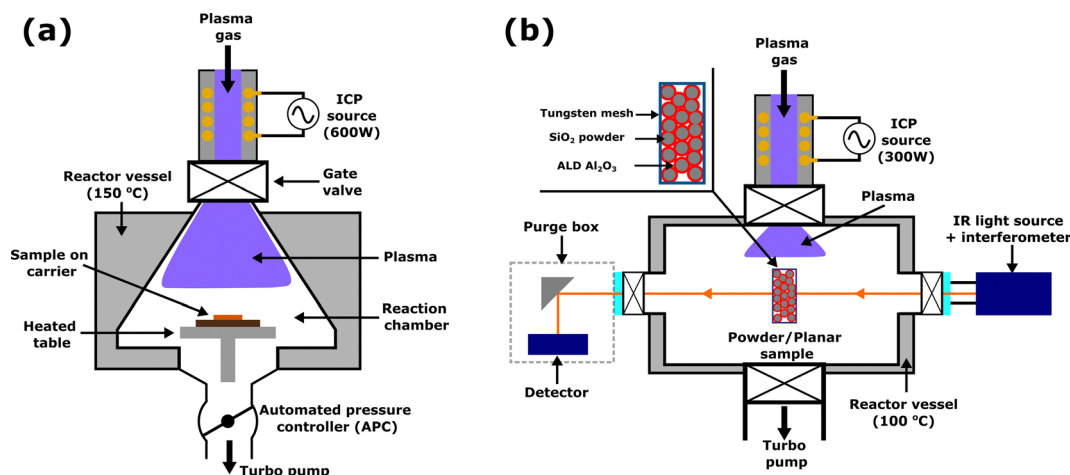 (a)
Plasma
gas
ICP
source
(600W)
Gate
valve
Reactor vessel
(150 ºC)
Sample on
carrier
Plasma
Heated
table
Reaction
chamber
Automated pressure
controller (APC)
Turbo pump
(b)
Plasma
gas
Tungsten mesh
SiO₂ powder
ALD Al₂O₃
ICP
source
(300W)
Plasma
Purge box
IR light source
+ interferometer
Powder/Planar
sample
Detector
Reactor vessel
(100 ºC)
Turbo
pump